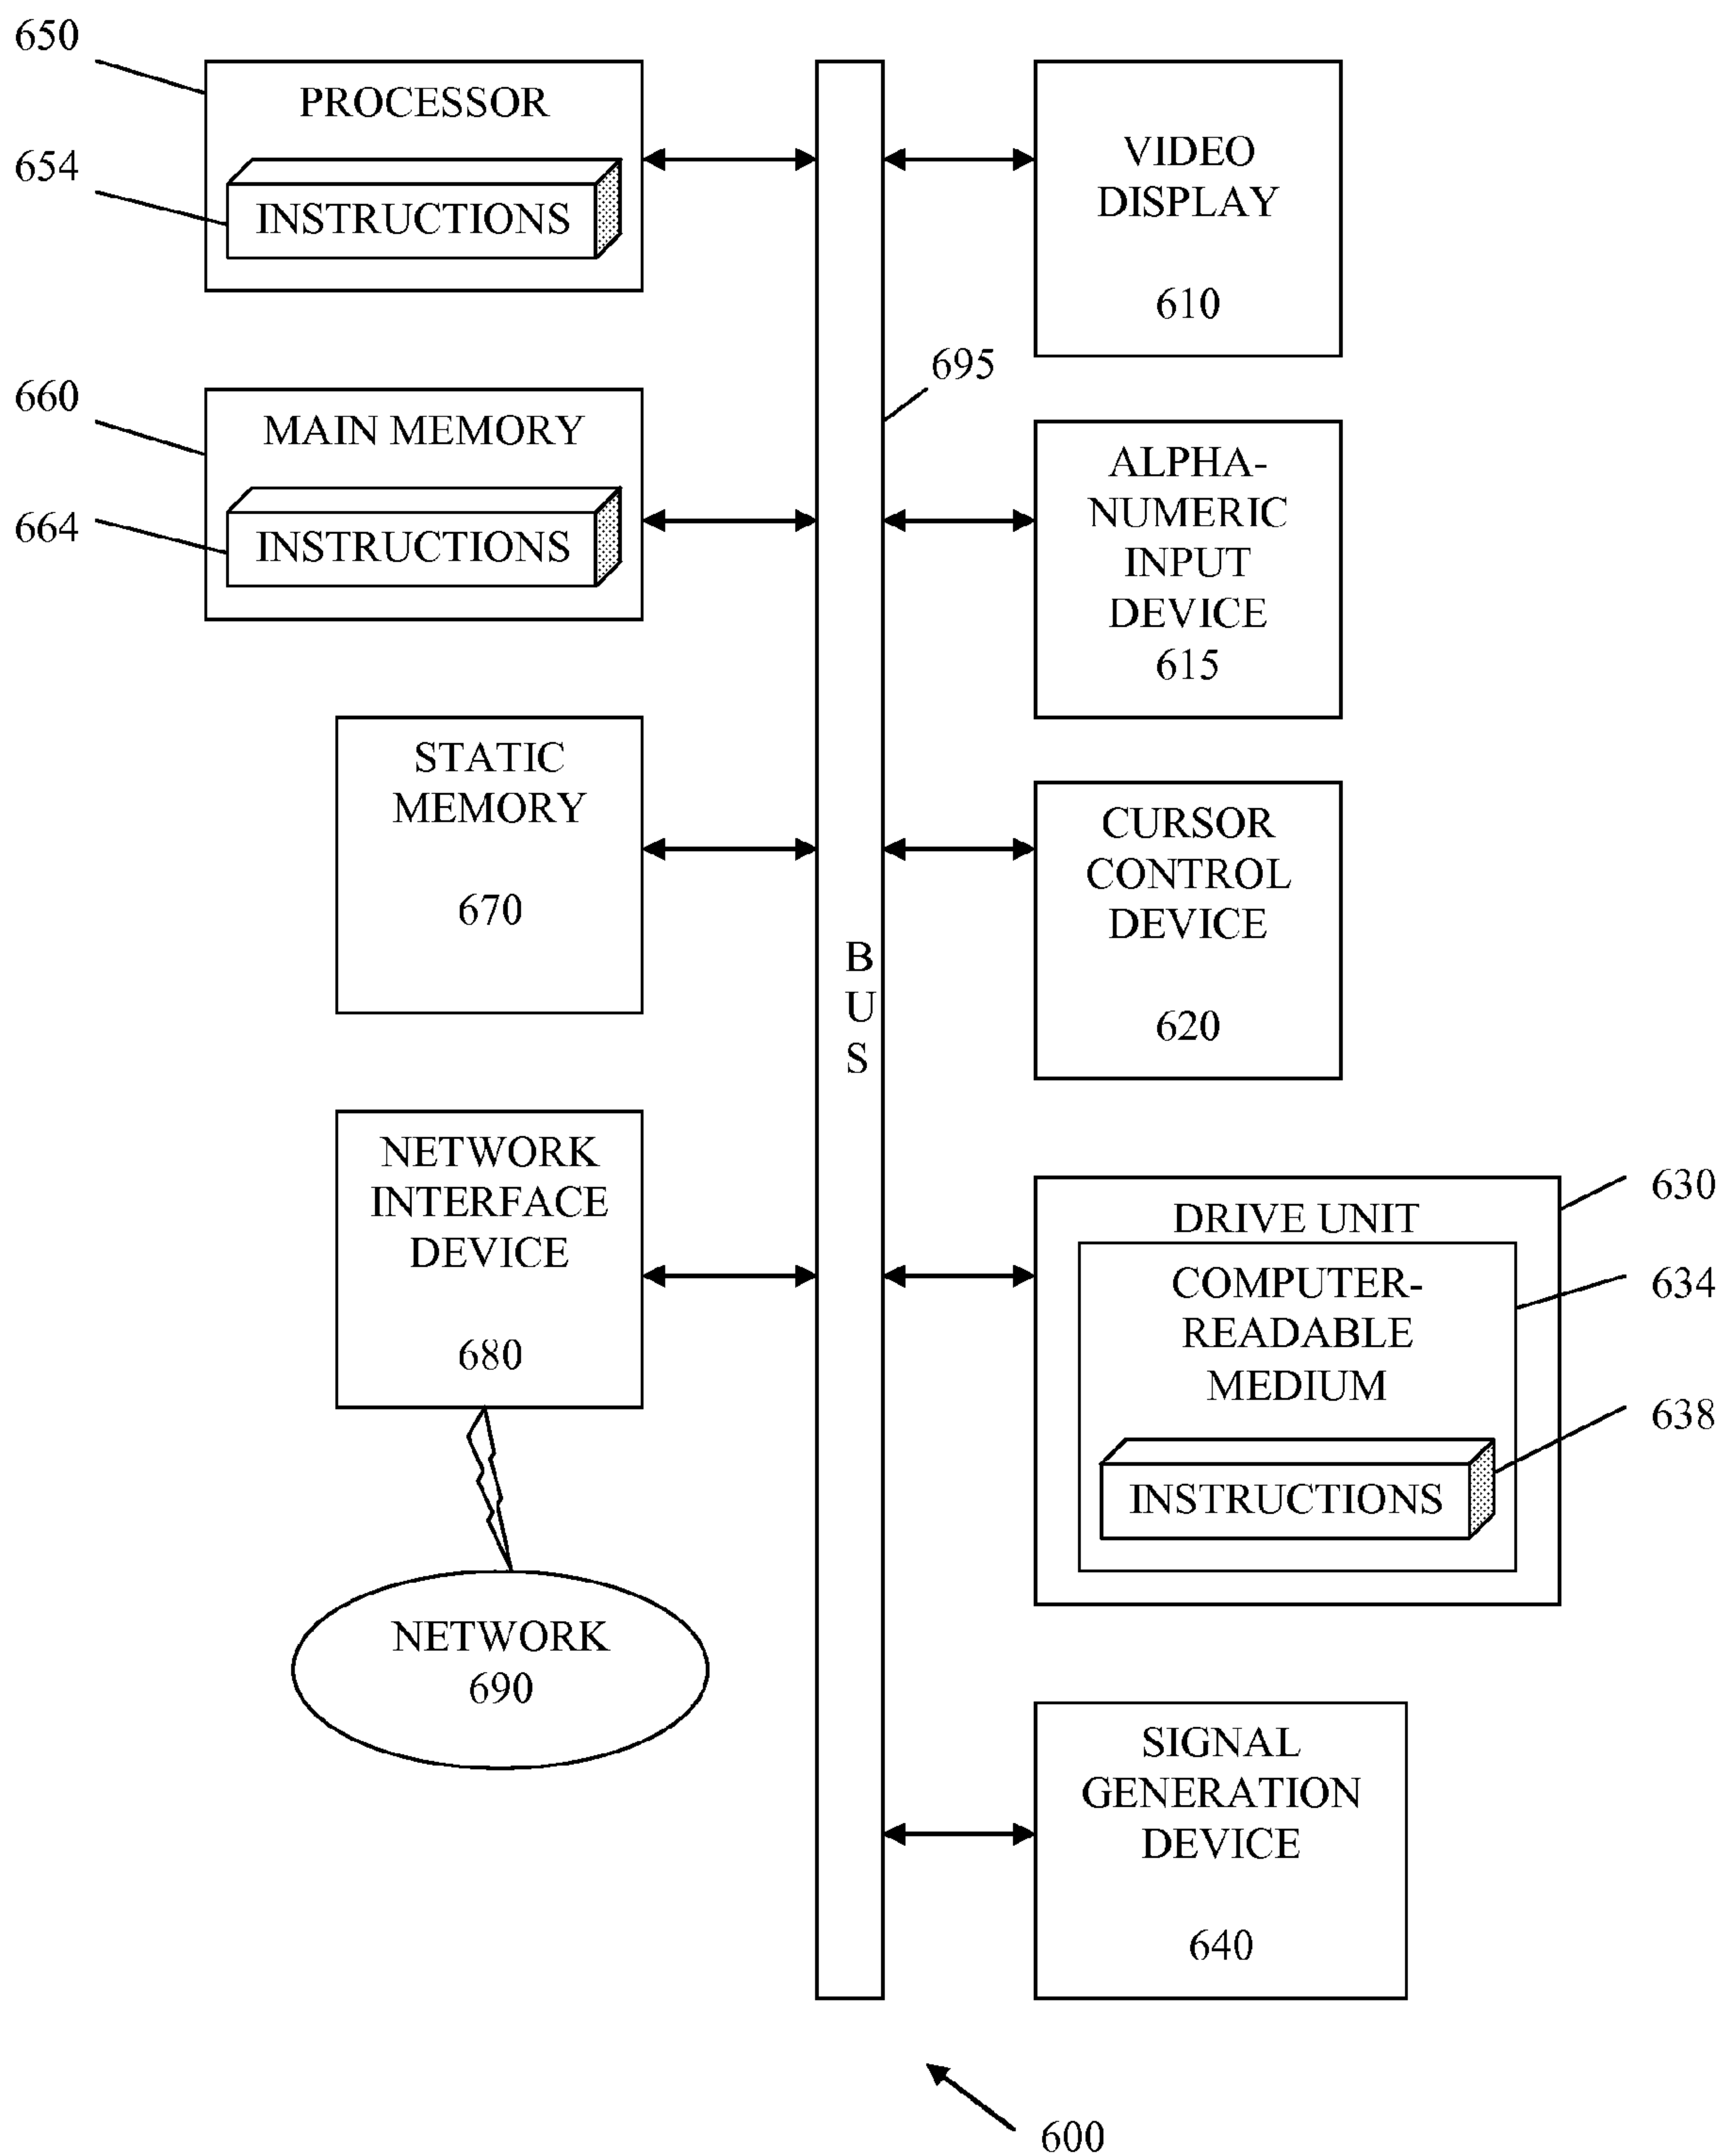 650
PROCESSOR
654
INSTRUCTIONS
660
MAIN MEMORY
664
INSTRUCTIONS
STATIC
MEMORY
670
NETWORK
INTERFACE
DEVICE
680
NETWORK
690
B
U
S
695
VIDEO
DISPLAY
610
ALPHA-
NUMERIC
INPUT
DEVICE
615
CURSOR
CONTROL
DEVICE
620
630
DRIVE UNIT
634
COMPUTER-
READABLE
MEDIUM
638
INSTRUCTIONS
SIGNAL
GENERATION
DEVICE
640
600